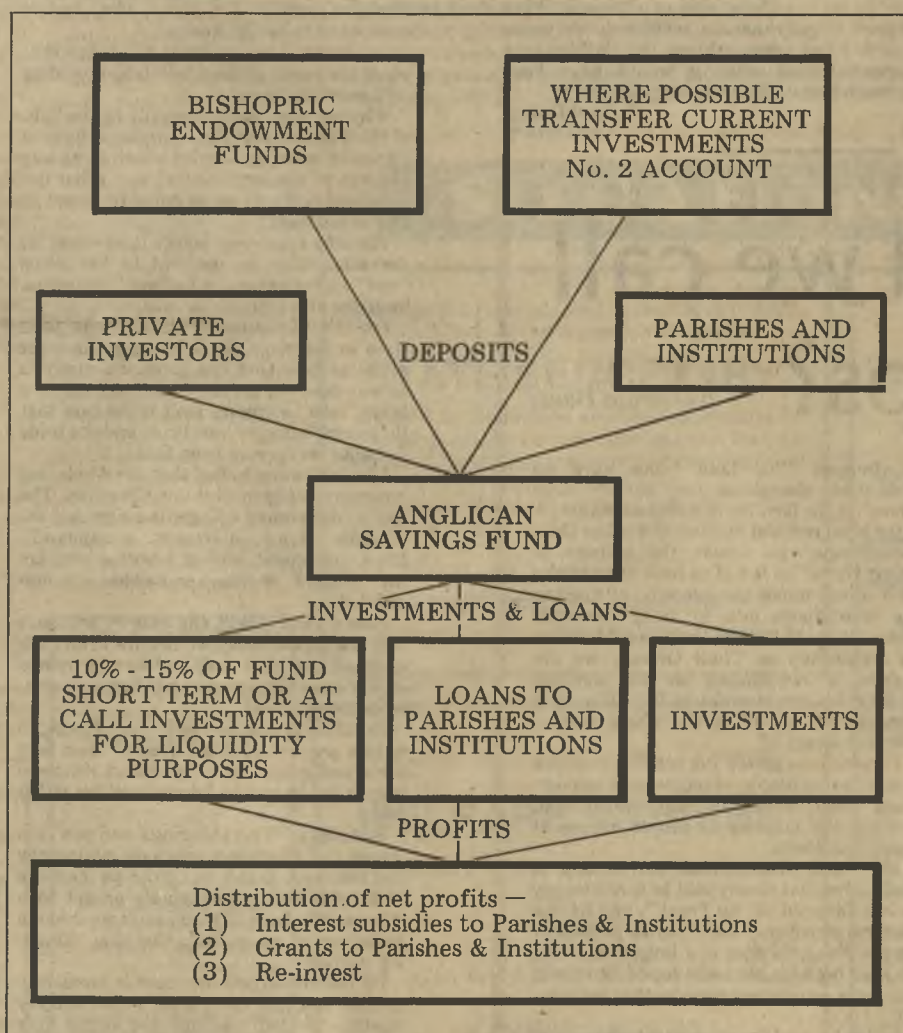 BISHOPRIC
ENDOWMENT
FUNDS
WHERE POSSIBLE
TRANSFER CURRENT
INVESTMENTS
No. 2 ACCOUNT
PRIVATE
INVESTORS
DEPOSITS
PARISHES AND
INSTITUTIONS
ANGLICAN
SAVINGS FUND
INVESTMENTS & LOANS
10% - 15% OF FUND
SHORT TERM OR AT
CALL INVESTMENTS
FOR LIQUIDITY
PURPOSES
LOANS TO
PARISHES AND
INSTITUTIONS
INVESTMENTS
PROFITS
Distribution of net profits —
(1) Interest subsidies to Parishes & Institutions
(2) Grants to Parishes & Institutions
(3) Re-invest